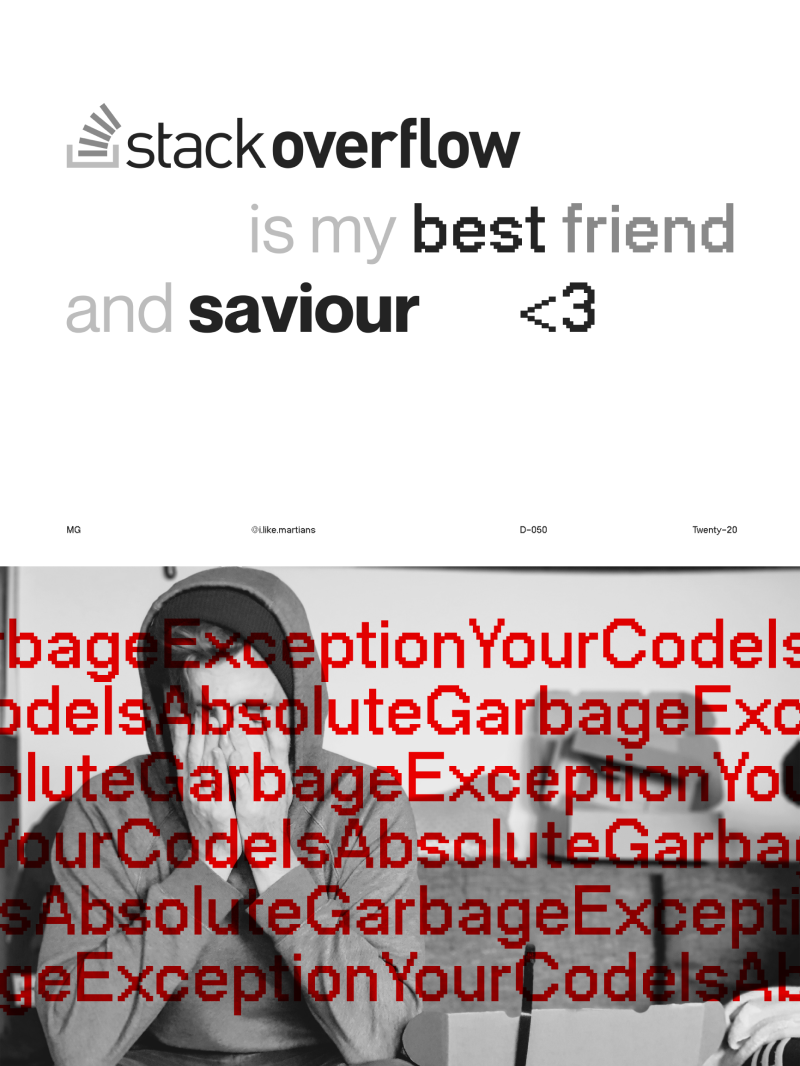 stackoverflow
is my best friend
and saviour <3
MG @i.like.martians D-050 Twenty-20
rbageExceptionYourCodeIs
odeIsAbsoluteGarbageExc
oluteGarbageExceptionYou
YourCodeIsAbsoluteGarbag
sAbsoluteGarbageExcepti
geExceptionYourCodeIsAb